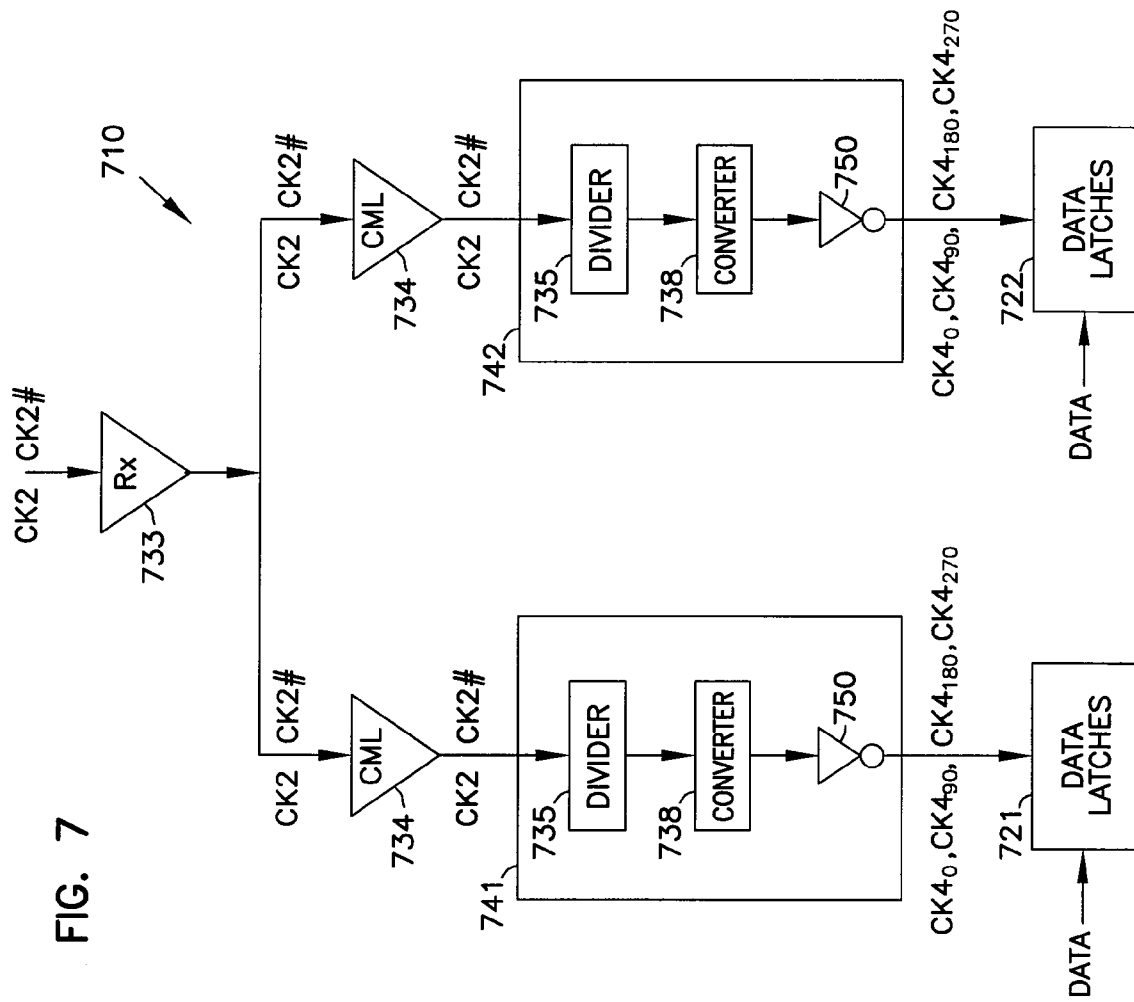 FIG. 7
710
CK2 CK2#
Rx
733
CK2 CK2#
CK2 CK2#
CML
734
CML
734
CK2 CK2#
CK2 CK2#
741
742
DIVIDER
735
DIVIDER
735
CONVERTER
738
CONVERTER
738
750
750
CK4₀, CK4₉₀, CK4₁₈₀, CK4₂₇₀
CK4₀, CK4₉₀, CK4₁₈₀, CK4₂₇₀
721
DATA
LATCHES
722
DATA
LATCHES
DATA
DATA